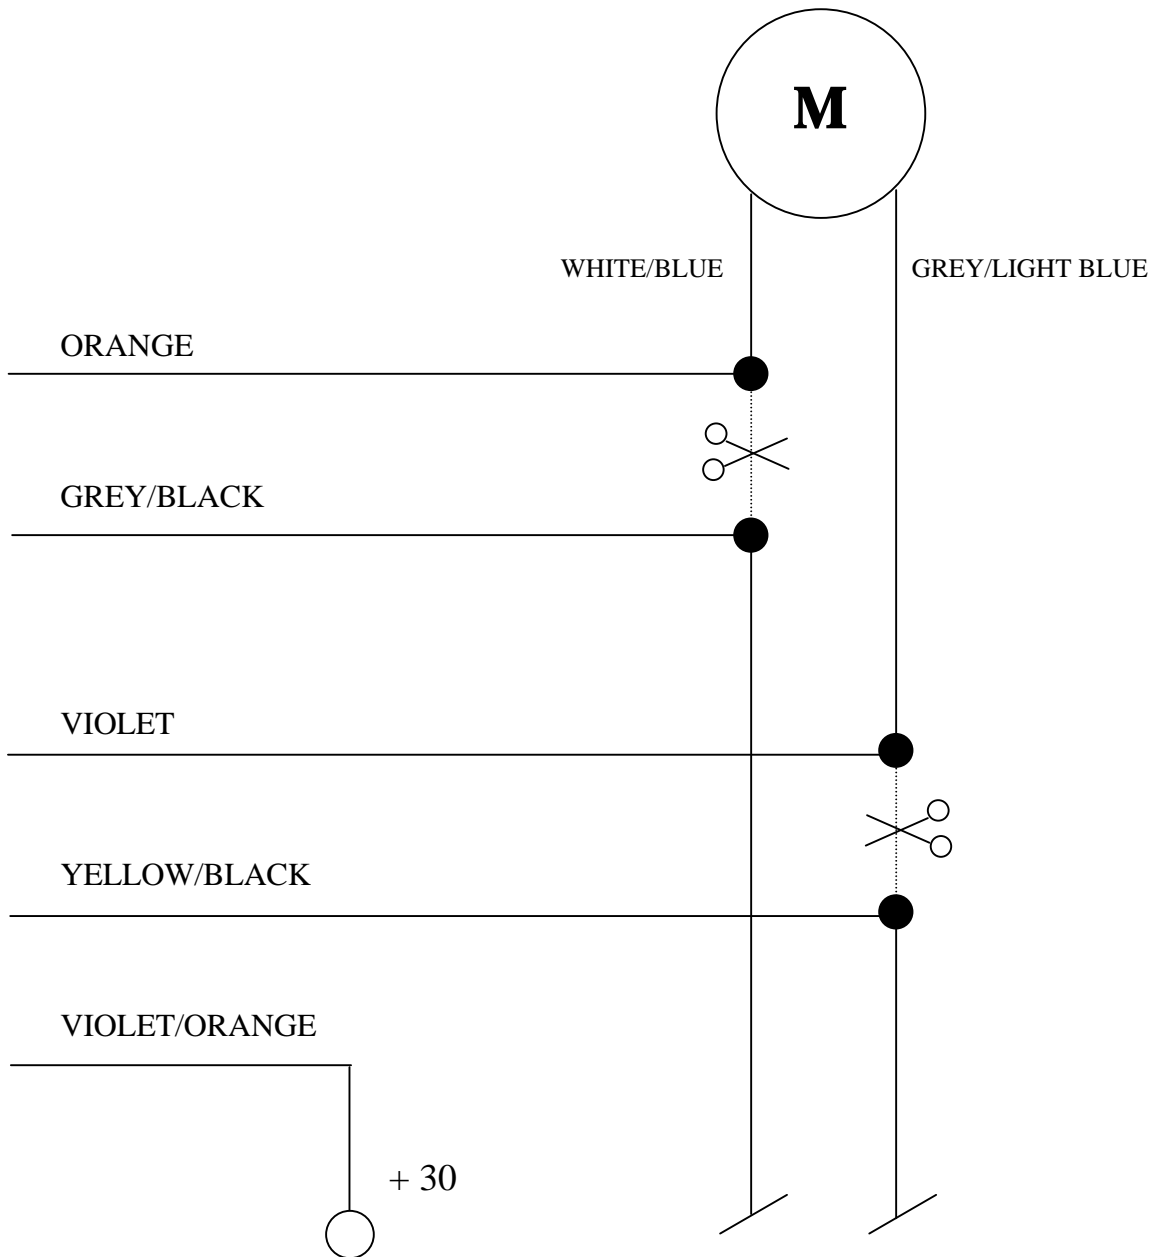 M
WHITE/BLUE
GREY/LIGHT BLUE
ORANGE
GREY/BLACK
VIOLET
YELLOW/BLACK
VIOLET/ORANGE
+ 30